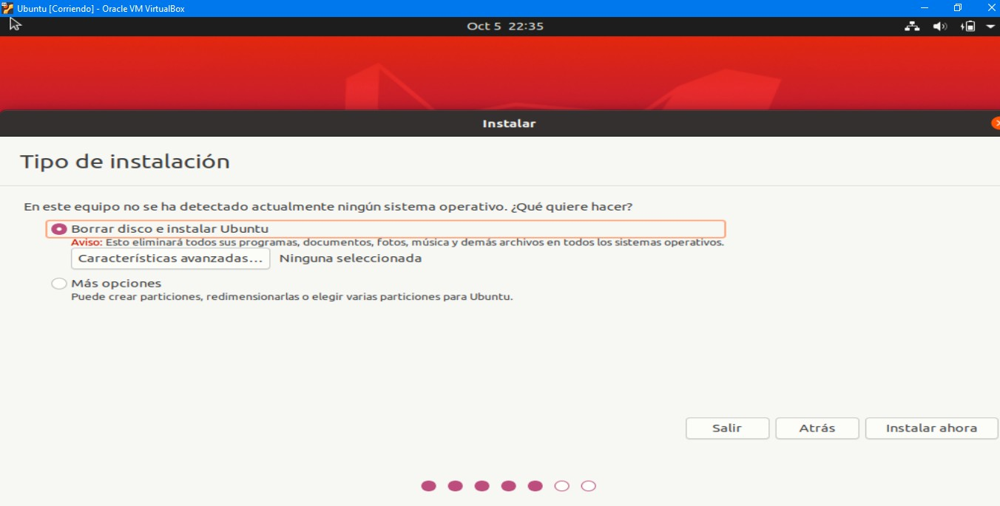 Ubuntu [Corriendo] - Oracle VM VirtualBox
Oct 5 22:35
Instalar
Tipo de instalación
En este equipo no se ha detectado actualmente ningún sistema operativo. ¿Qué quiere hacer?
Borrar disco e instalar Ubuntu
Aviso: Esto eliminará todos sus programas, documentos, fotos, música y demás archivos en todos los sistemas operativos.
Características avanzadas... Ninguna seleccionada
Más opciones
Puede crear particiones, redimensionarlas o elegir varias particiones para Ubuntu.
Salir Atrás Instalar ahora